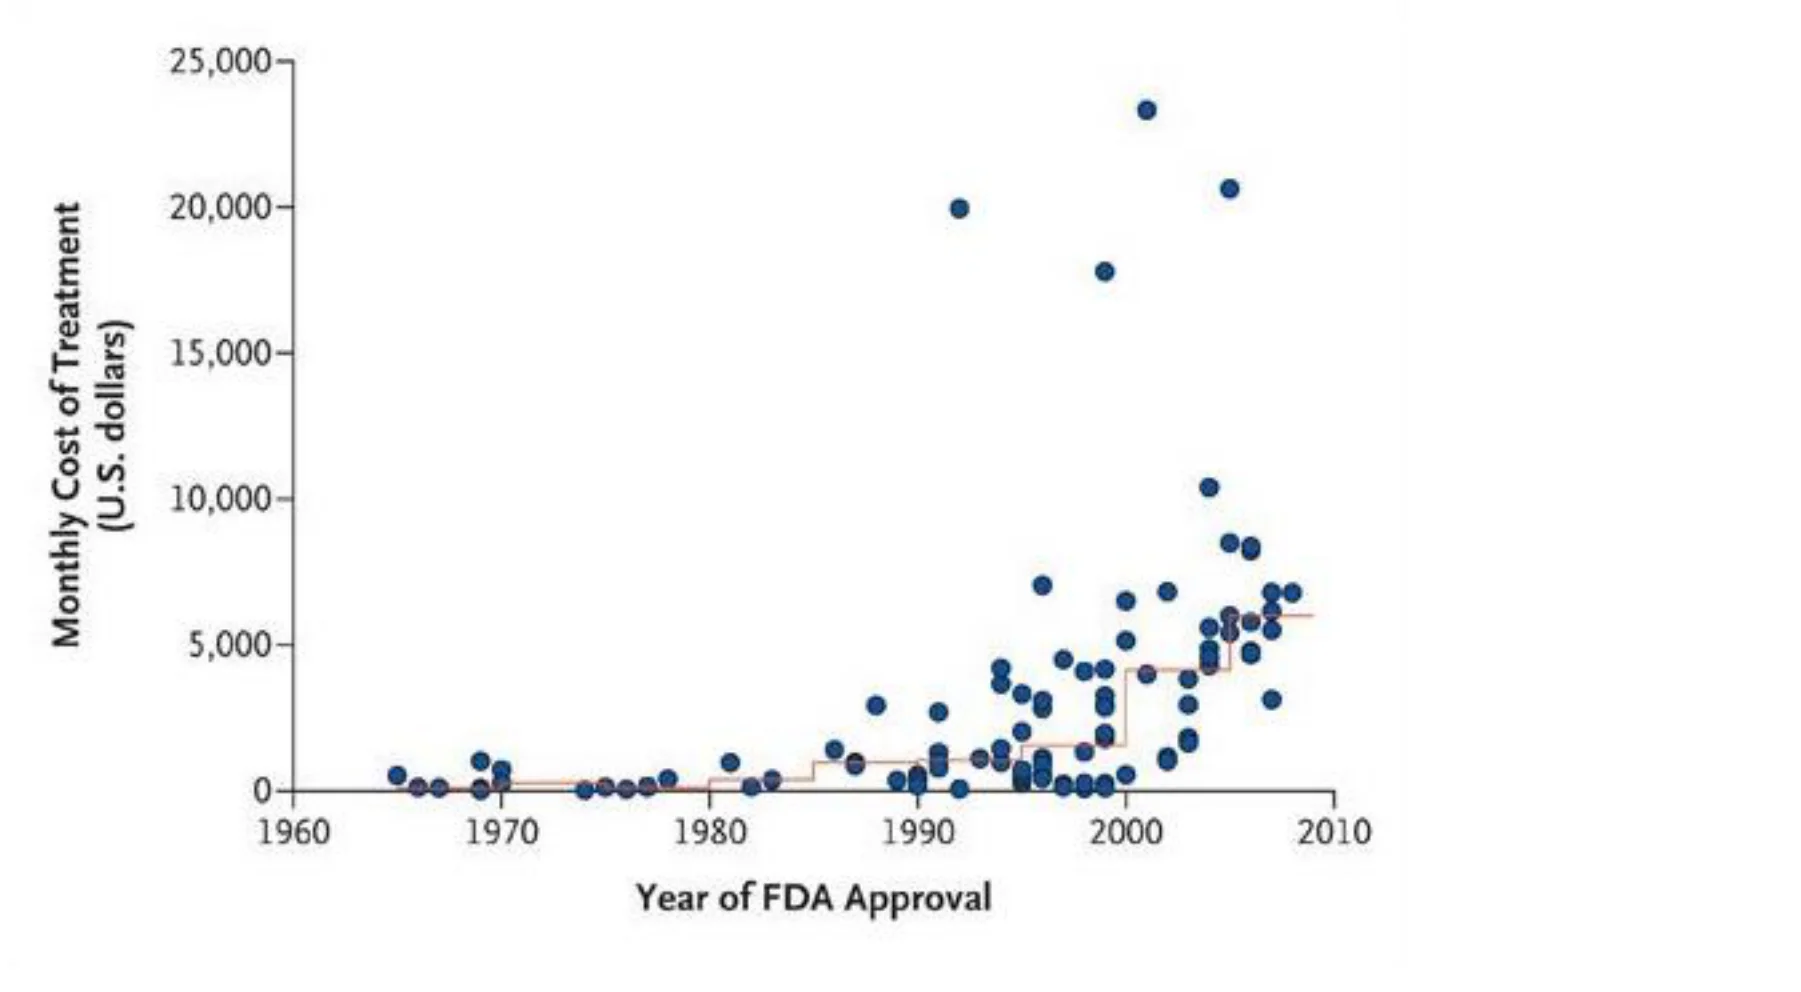 25,000
20,000
15,000
10,000
5,000
0
Monthly Cost of Treatment
(U.S. dollars)
1960 1970 1980 1990 2000 2010
Year of FDA Approval